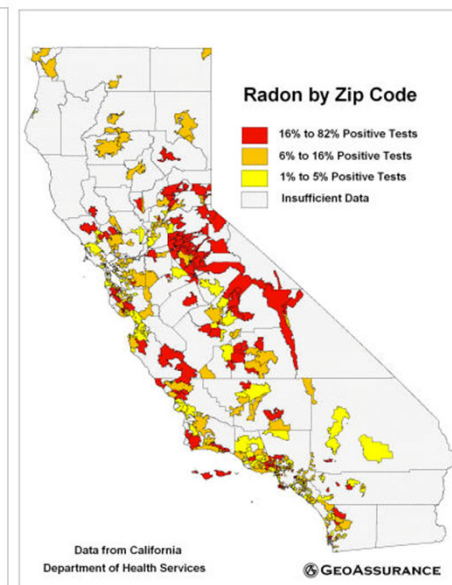 Radon by Zip Code
16% to 82% Positive Tests
6% to 16% Positive Tests
1% to 5% Positive Tests
Insufficient Data
Data from California
Department of Health Services
GEOASSURANCE